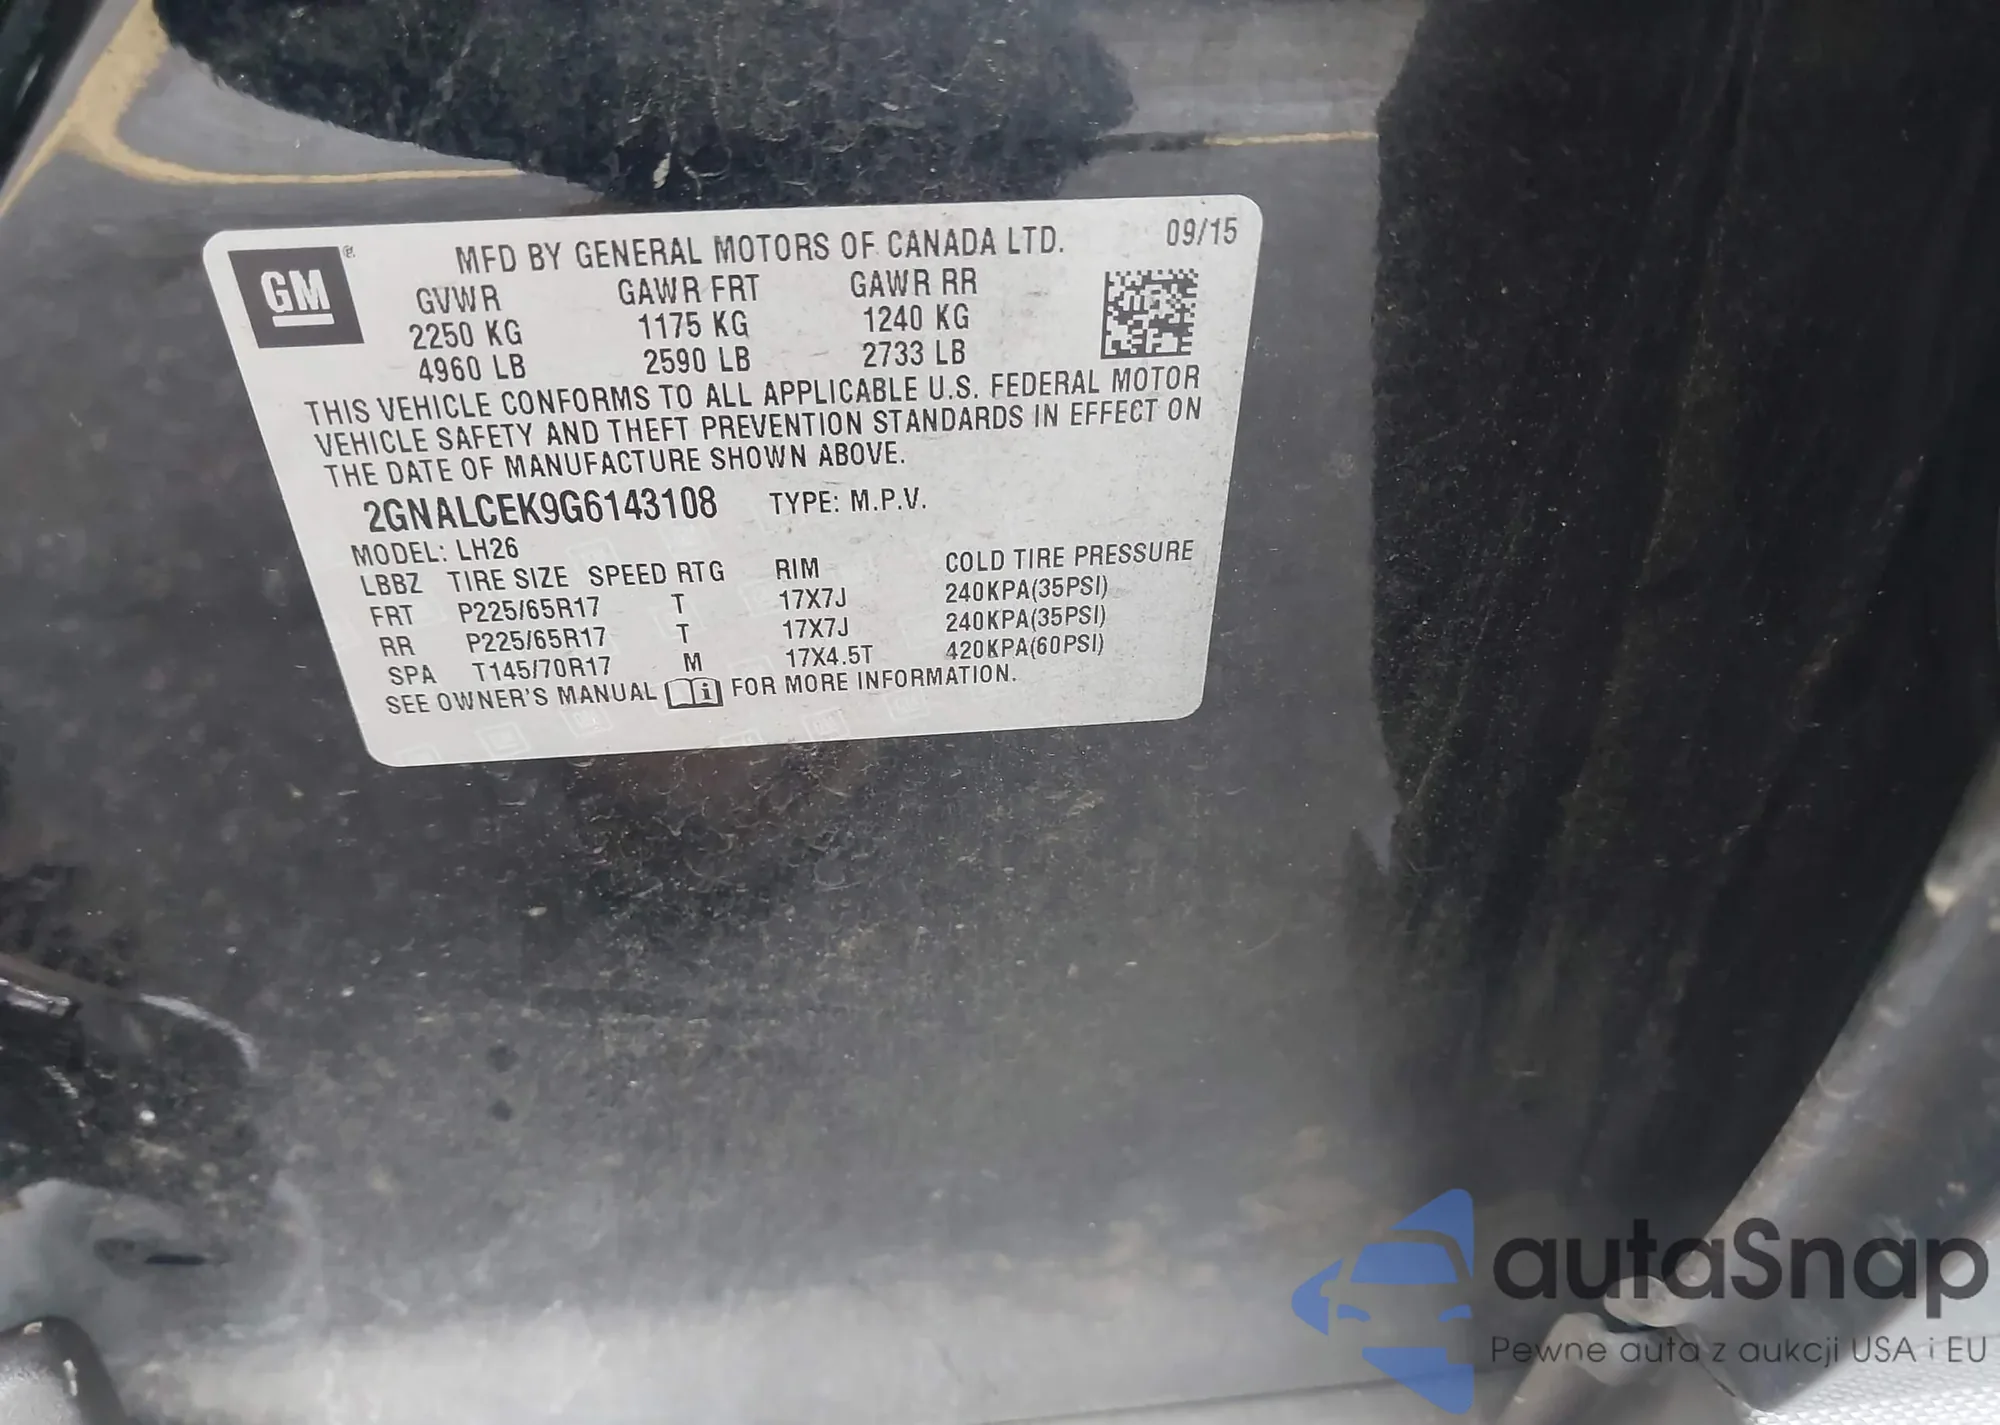 GM
MFD BY GENERAL MOTORS OF CANADA LTD. 09/15
GVWR GAWR FRT GAWR RR
2250 KG 1175 KG 1240 KG
4960 LB 2590 LB 2733 LB
THIS VEHICLE CONFORMS TO ALL APPLICABLE U.S. FEDERAL MOTOR
VEHICLE SAFETY AND THEFT PREVENTION STANDARDS IN EFFECT ON
THE DATE OF MANUFACTURE SHOWN ABOVE.
2GNALCEK9G6143108 TYPE: M.P.V.
MODEL: LH26
LBBZ TIRE SIZE SPEED RTG RIM COLD TIRE PRESSURE
FRT P225/65R17 T 17X7J 240KPA(35PSI)
RR P225/65R17 T 17X7J 240KPA(35PSI)
SPA T145/70R17 M 17X4.5T 420KPA(60PSI)
SEE OWNER'S MANUAL FOR MORE INFORMATION.
autaSnap
Pewne auta z aukcji USA i EU